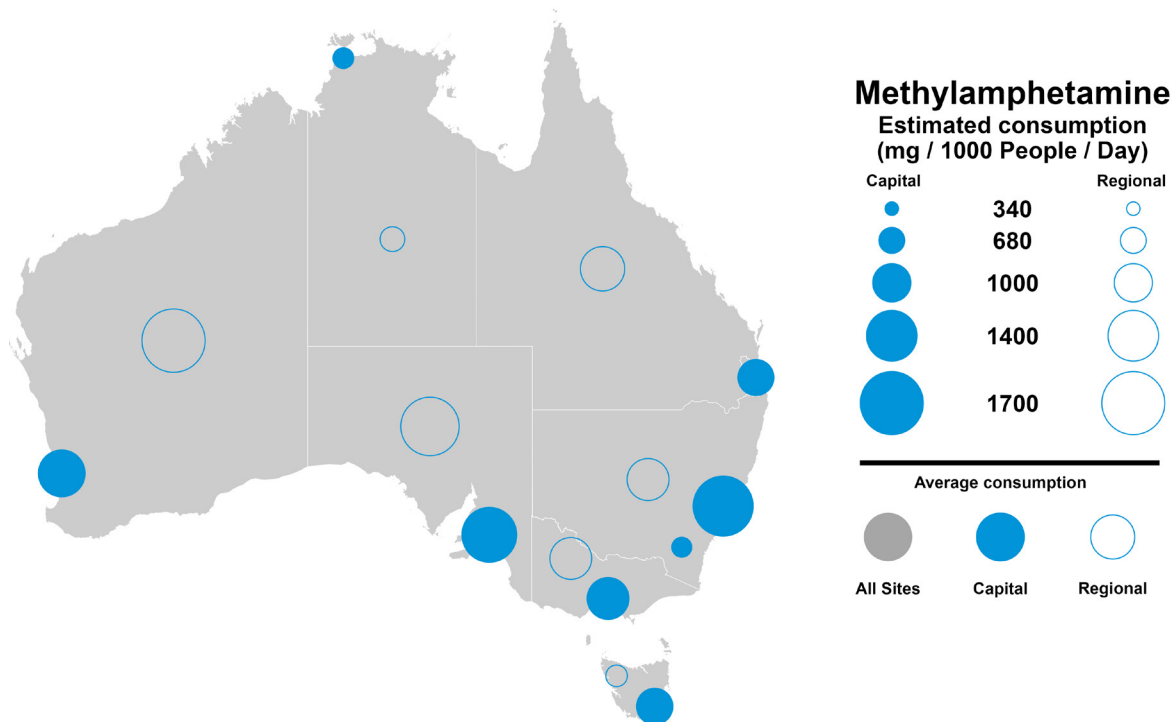 Methylamphetamine
Estimated consumption
(mg / 1000 People / Day)
Capital Regional
340
680
1000
1400
1700
Average consumption
All Sites Capital Regional